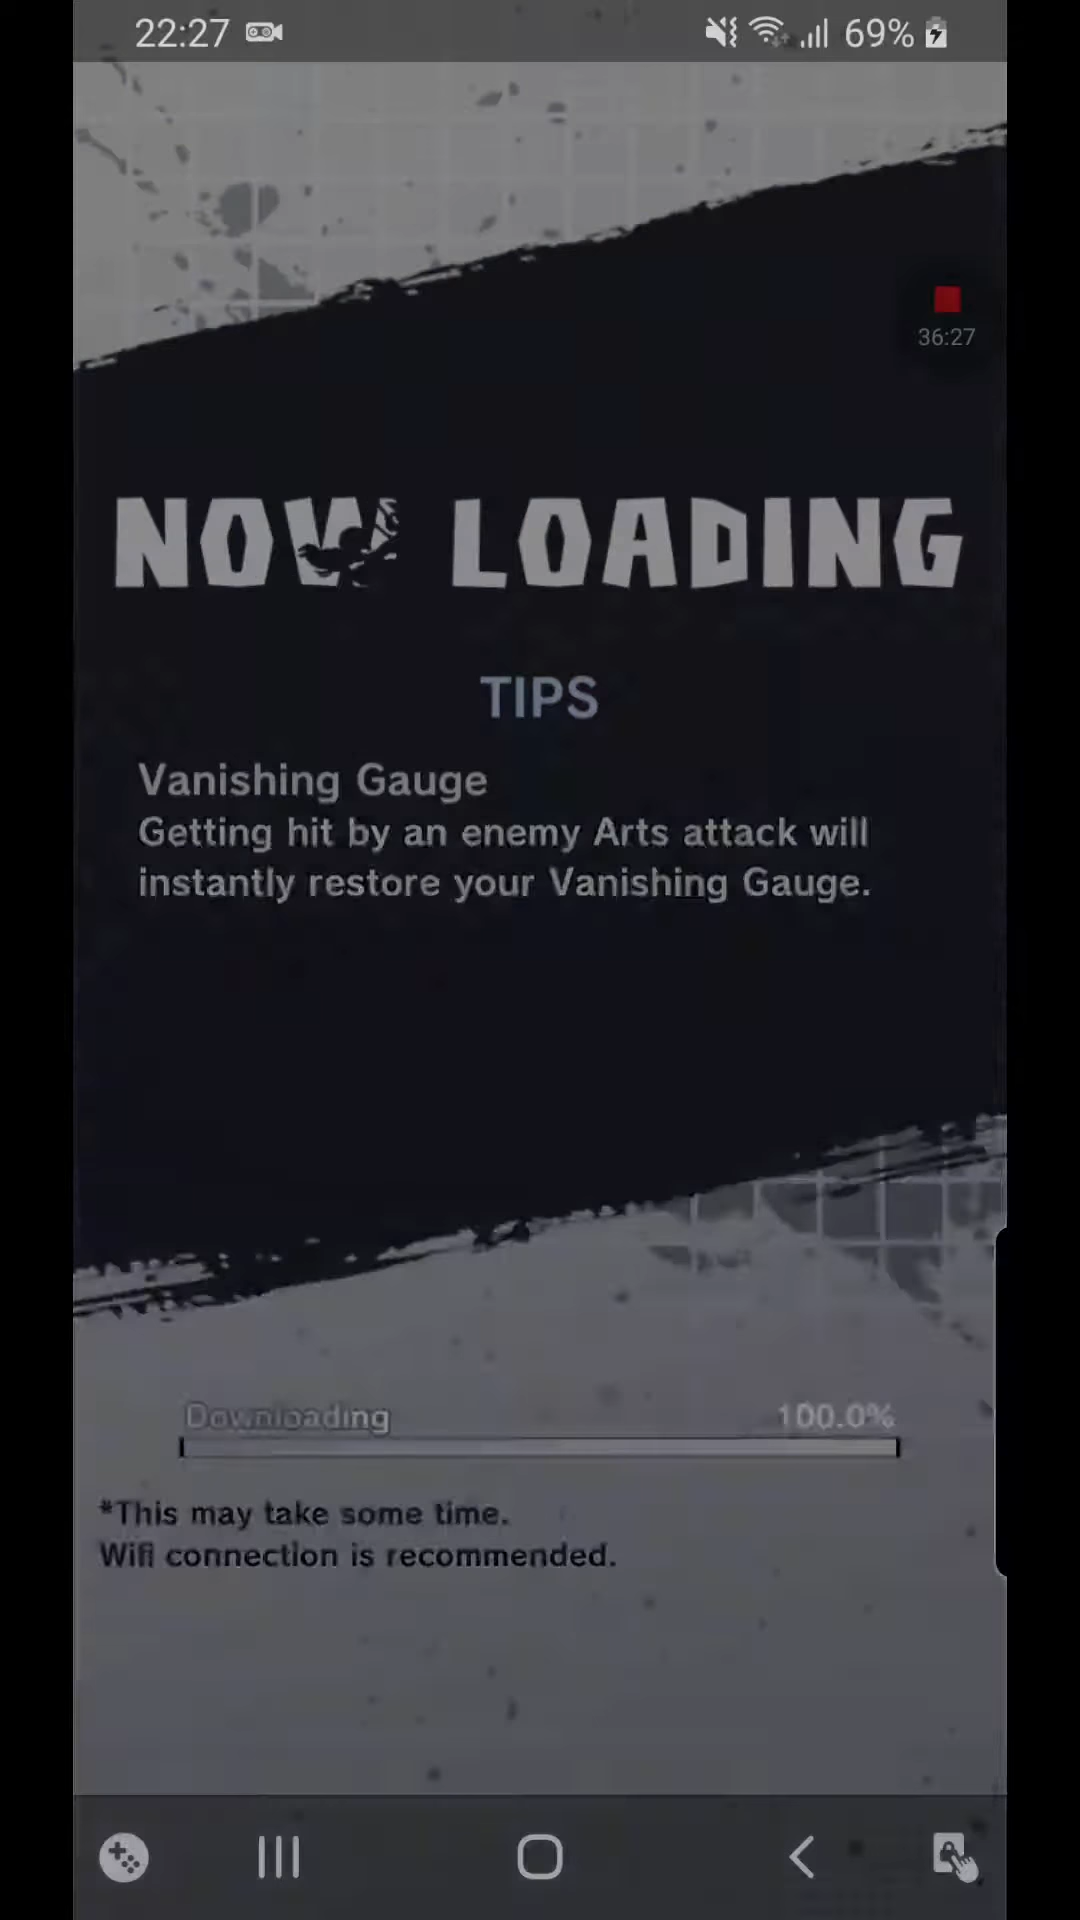 22:27
69%
36:27
NOW LOADING
TIPS
Vanishing Gauge
Getting hit by an enemy Arts attack will
instantly restore your Vanishing Gauge.
Downloading 100.0%
*This may take some time.
Wifi connection is recommended.